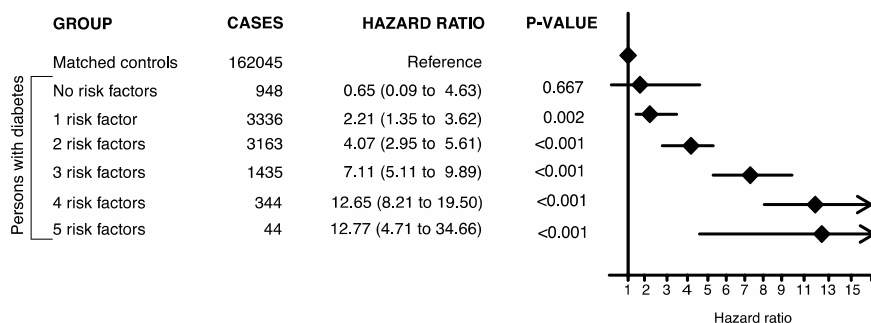 GROUP CASES HAZARD RATIO P-VALUE
Matched controls 162045 Reference
Persons with diabetes
No risk factors 948 0.65 (0.09 to 4.63) 0.667
1 risk factor 3336 2.21 (1.35 to 3.62) 0.002
2 risk factors 3163 4.07 (2.95 to 5.61) <0.001
3 risk factors 1435 7.11 (5.11 to 9.89) <0.001
4 risk factors 344 12.65 (8.21 to 19.50) <0.001
5 risk factors 44 12.77 (4.71 to 34.66) <0.001
1 2 3 4 5 6 7 8 9 11 13 15
Hazard ratio